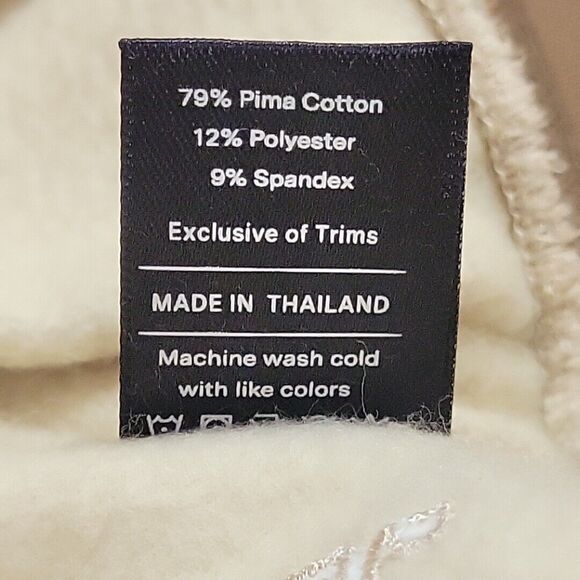 79% Pima Cotton
12% Polyester
9% Spandex
Exclusive of Trims
MADE IN THAILAND
Machine wash cold
with like colors